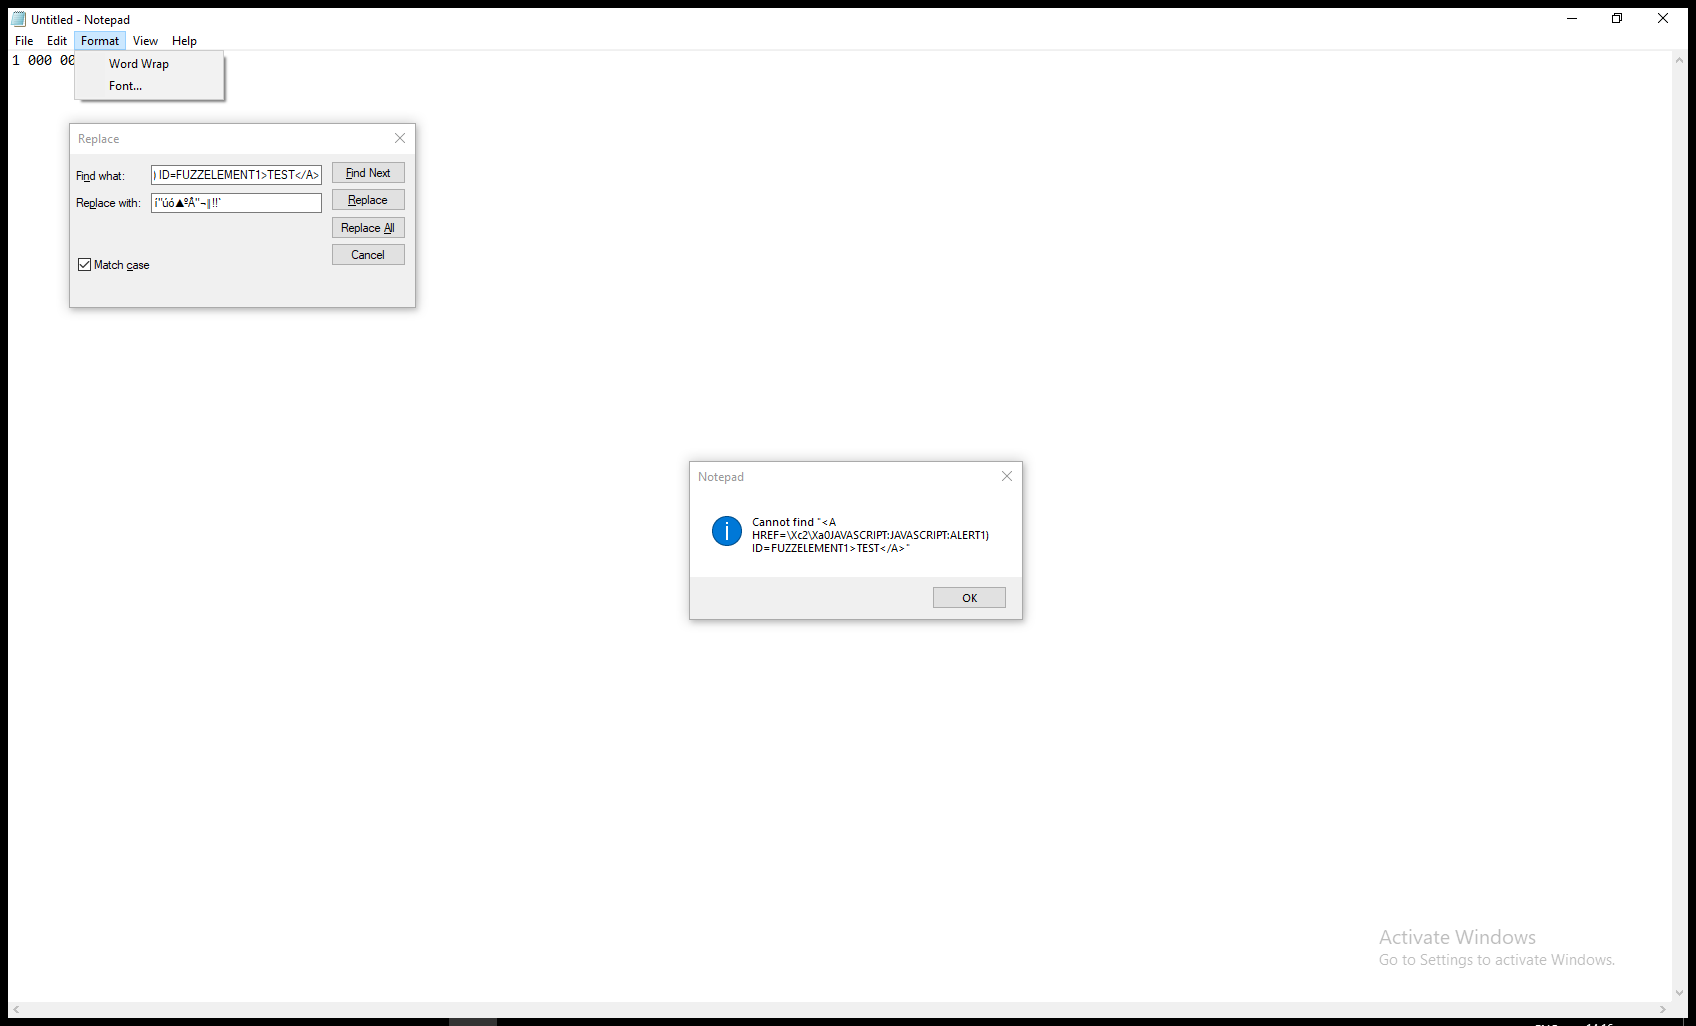 Untitled - Notepad
File Edit Format View Help
1 000 00
Word Wrap
Font...
Replace
Find what: ) ID=FUZZELEMENT1>TEST</A> Find Next
Replace with: í"úó▲ºÅ"¬‖!!` Replace
Replace All
Cancel
Match case
Notepad
Cannot find "<A
HREF=\Xc2\Xa0JAVASCRIPT:JAVASCRIPT:ALERT1)
ID=FUZZELEMENT1>TEST</A>"
OK
Activate Windows
Go to Settings to activate Windows.